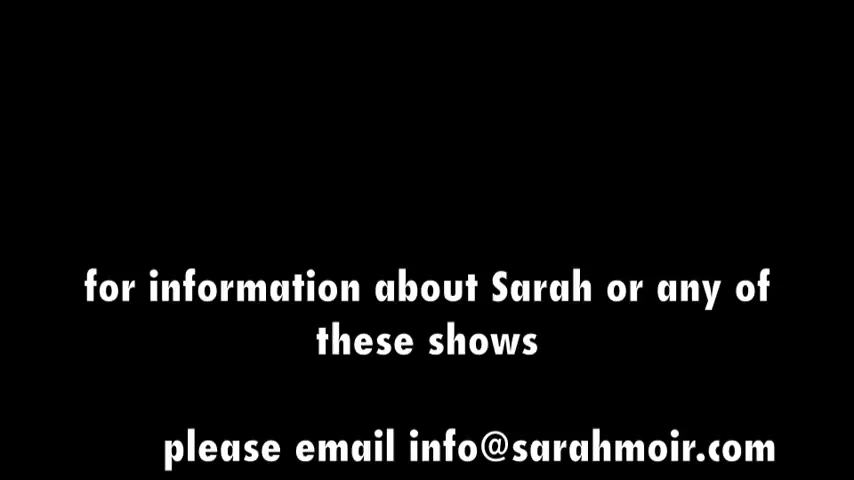 for information about Sarah or any of
these shows
please email info@sarahmoir.com